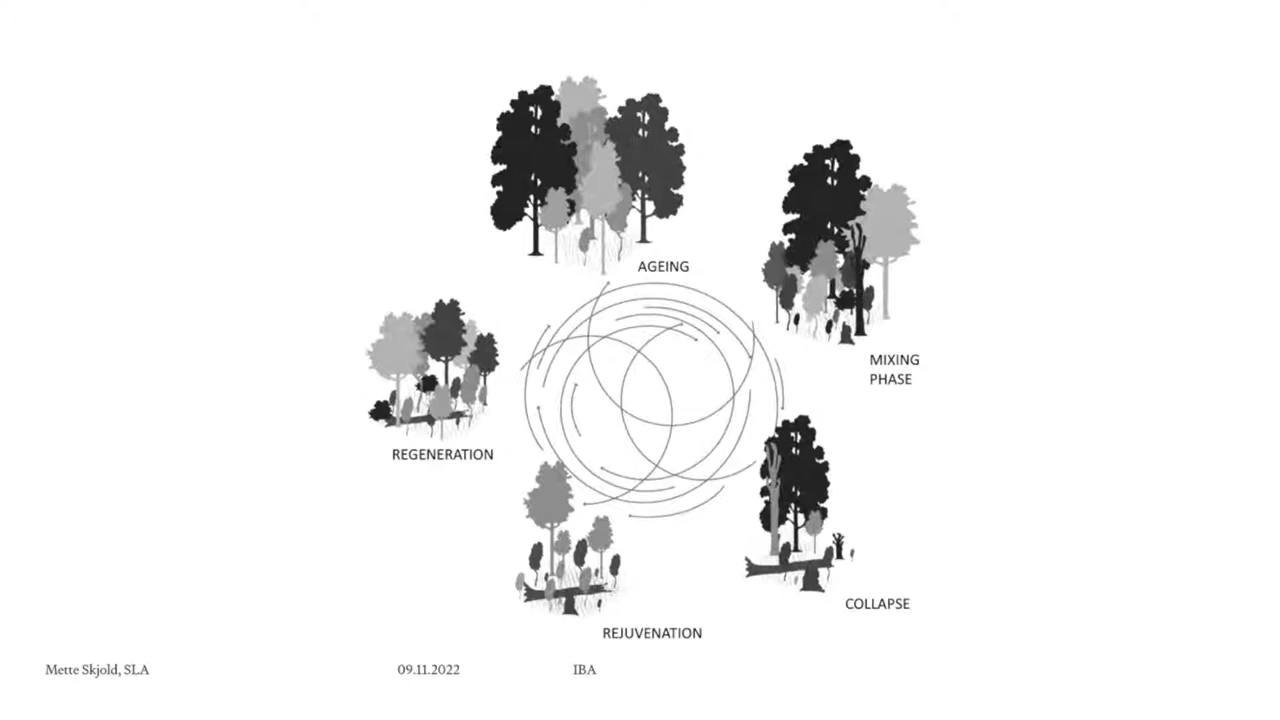 AGEING
MIXING
PHASE
REGENERATION
COLLAPSE
REJUVENATION
Mette Skjold, SLA
09.11.2022
IBA